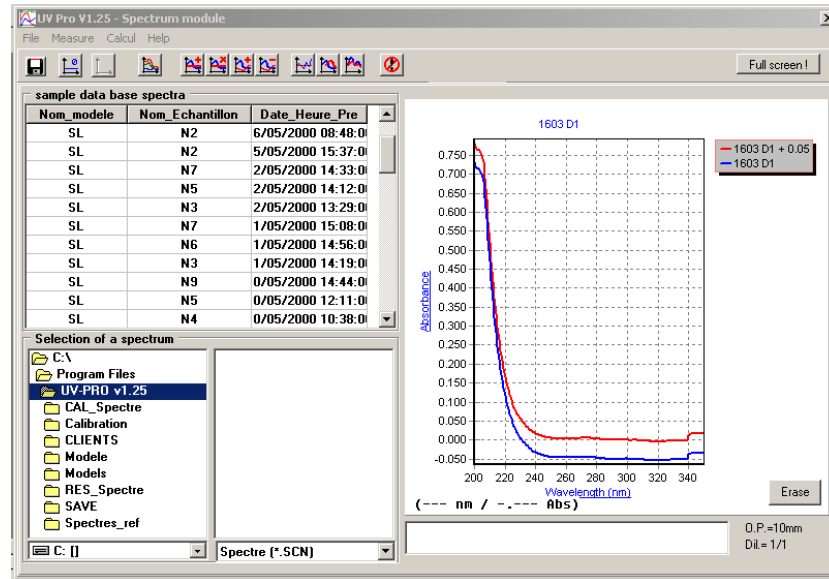 UV Pro V1.25 - Spectrum module
File Measure Calcul Help
Full screen !
sample data base spectra
Nom_modele Nom_Echantillon Date_Heure_Pre
SL N2 6/05/2000 08:48:0
SL N2 5/05/2000 15:37:0
SL N7 2/05/2000 14:33:0
SL N5 2/05/2000 14:12:0
SL N3 2/05/2000 13:29:0
SL N7 1/05/2000 15:08:0
SL N6 1/05/2000 14:56:0
SL N3 1/05/2000 14:19:0
SL N9 0/05/2000 14:44:0
SL N5 0/05/2000 12:11:0
SL N4 0/05/2000 10:38:0
Selection of a spectrum
C:\
Program Files
UV-PRO v1.25
CAL_Spectre
Calibration
CLIENTS
Modele
Models
RES_Spectre
SAVE
Spectres_ref
C: []
Spectre (*.SCN)
1603 D1
1603 D1 + 0.05
1603 D1
0.750
0.700
0.650
0.600
0.550
0.500
0.450
0.400
0.350
0.300
0.250
0.200
0.150
0.100
0.050
0.000
-0.050
Absorbance
200 220 240 260 280 300 320 340
Wavelength (nm)
(--- nm / -.--- Abs)
Erase
O.P.=10mm
Dil.= 1/1